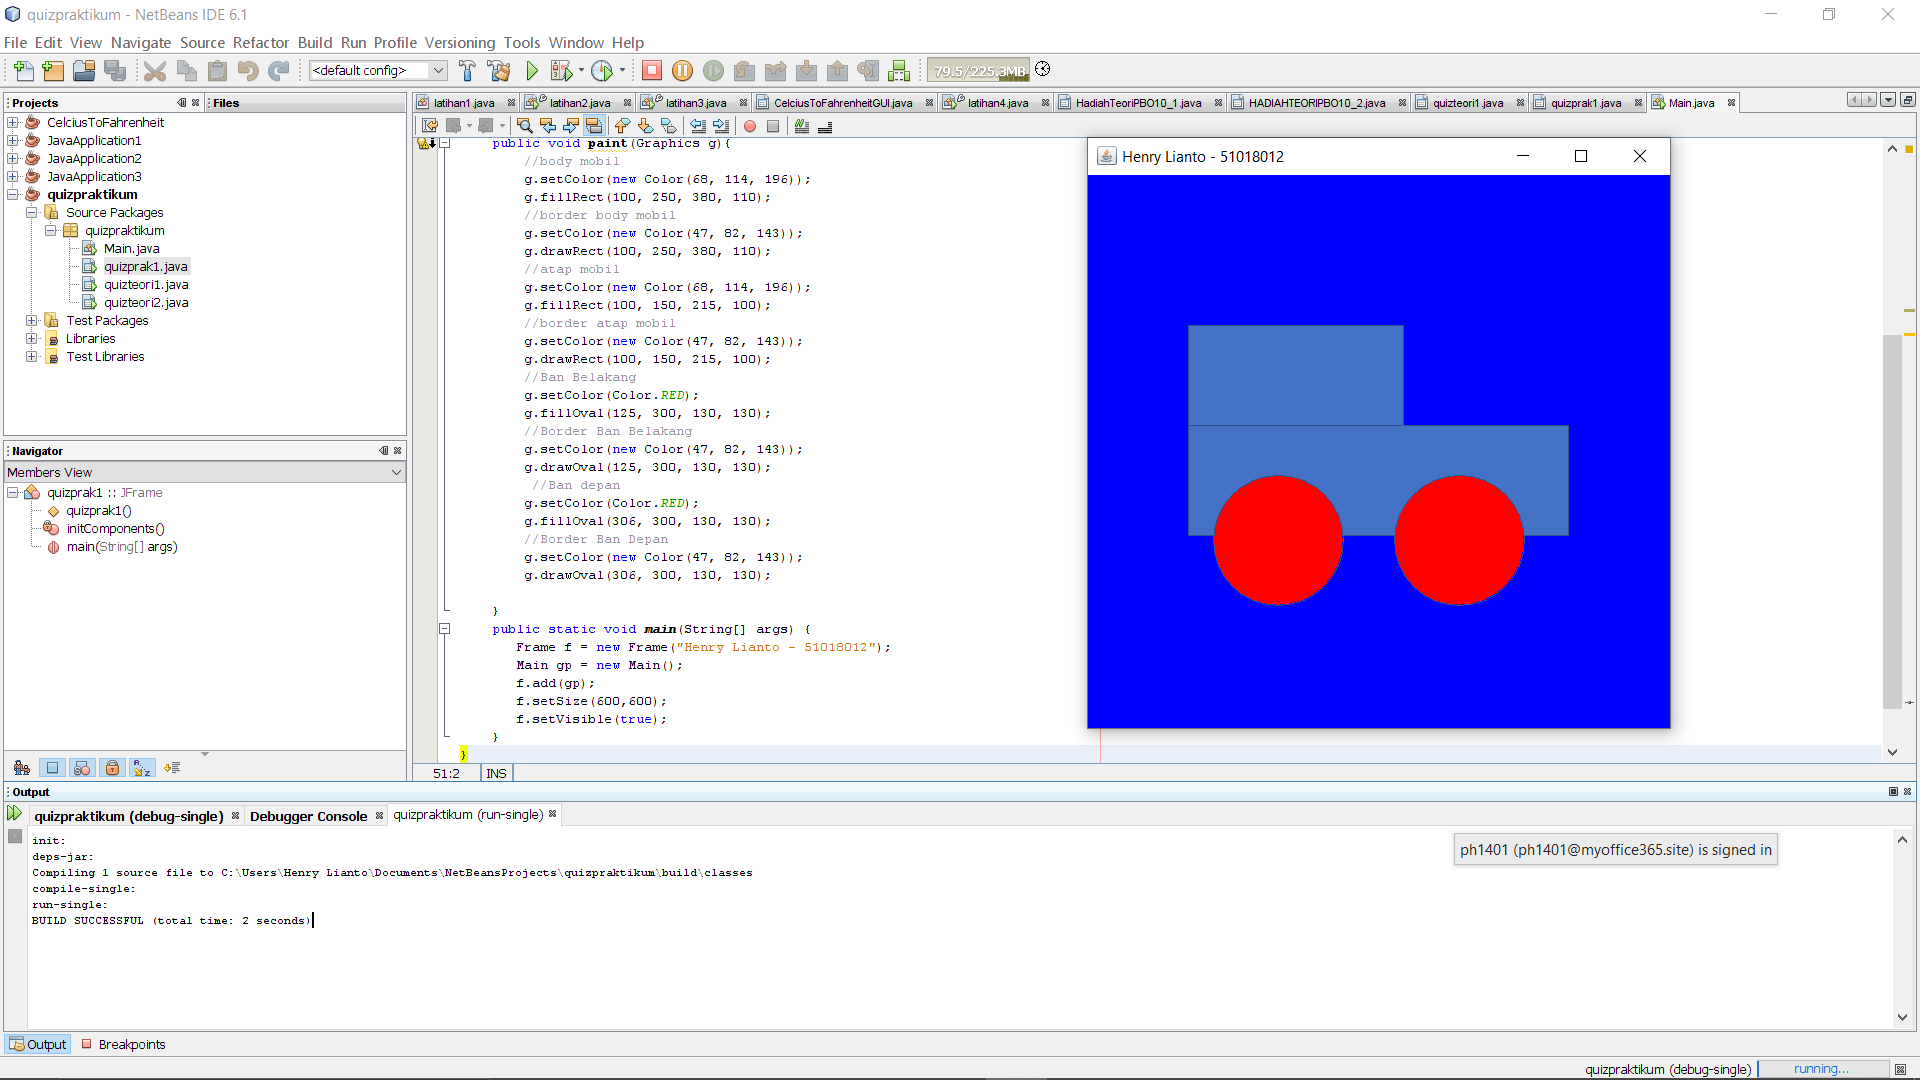 quizpraktikum - NetBeans IDE 6.1
File Edit View Navigate Source Refactor Build Run Profile Versioning Tools Window Help
<default config>
79.5/225.3MB
Projects
Files
latihan1.java
latihan2.java
latihan3.java
CelciusToFahrenheitGUI.java
latihan4.java
HadiahTeoriPBO10_1.java
HADIAHTEORIPBO10_2.java
quizteori1.java
quizprak1.java
Main.java
CelciusToFahrenheit
JavaApplication1
JavaApplication2
JavaApplication3
quizpraktikum
Source Packages
quizpraktikum
Main.java
quizprak1.java
quizteori1.java
quizteori2.java
Test Packages
Libraries
Test Libraries
Navigator
Members View
quizprak1 :: JFrame
quizprak1()
initComponents()
main(String[] args)
public void paint(Graphics g){
//body mobil
g.setColor(new Color(68, 114, 196));
g.fillRect(100, 250, 380, 110);
//border body mobil
g.setColor(new Color(47, 82, 143));
g.drawRect(100, 250, 380, 110);
//atap mobil
g.setColor(new Color(68, 114, 196));
g.fillRect(100, 150, 215, 100);
//border atap mobil
g.setColor(new Color(47, 82, 143));
g.drawRect(100, 150, 215, 100);
//Ban Belakang
g.setColor(Color.RED);
g.fillOval(125, 300, 130, 130);
//Border Ban Belakang
g.setColor(new Color(47, 82, 143));
g.drawOval(125, 300, 130, 130);
//Ban depan
g.setColor(Color.RED);
g.fillOval(306, 300, 130, 130);
//Border Ban Depan
g.setColor(new Color(47, 82, 143));
g.drawOval(306, 300, 130, 130);
}
public static void main(String[] args) {
Frame f = new Frame("Henry Lianto - 51018012");
Main gp = new Main();
f.add(gp);
f.setSize(600,600);
f.setVisible(true);
}
}
51:2
INS
Henry Lianto - 51018012
Output
quizpraktikum (debug-single)
Debugger Console
quizpraktikum (run-single)
init:
deps-jar:
Compiling 1 source file to C:\Users\Henry Lianto\Documents\NetBeansProjects\quizpraktikum\build\classes
compile-single:
run-single:
BUILD SUCCESSFUL (total time: 2 seconds)
ph1401 (ph1401@myoffice365.site) is signed in
Output
Breakpoints
quizpraktikum (debug-single)
running...